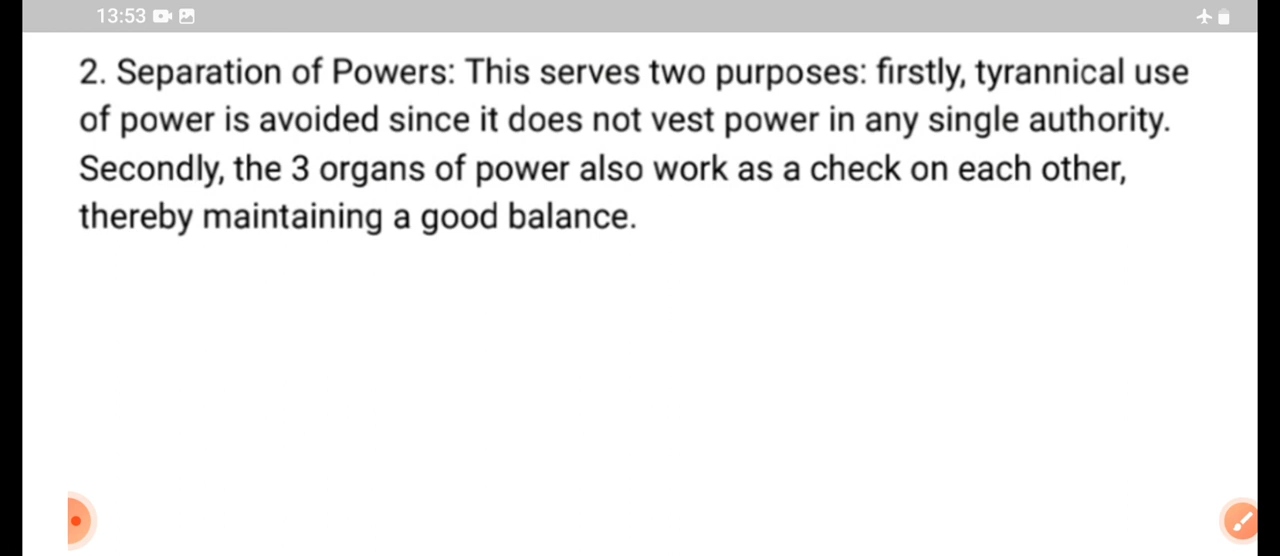 13:53
2. Separation of Powers: This serves two purposes: firstly, tyrannical use
of power is avoided since it does not vest power in any single authority.
Secondly, the 3 organs of power also work as a check on each other,
thereby maintaining a good balance.